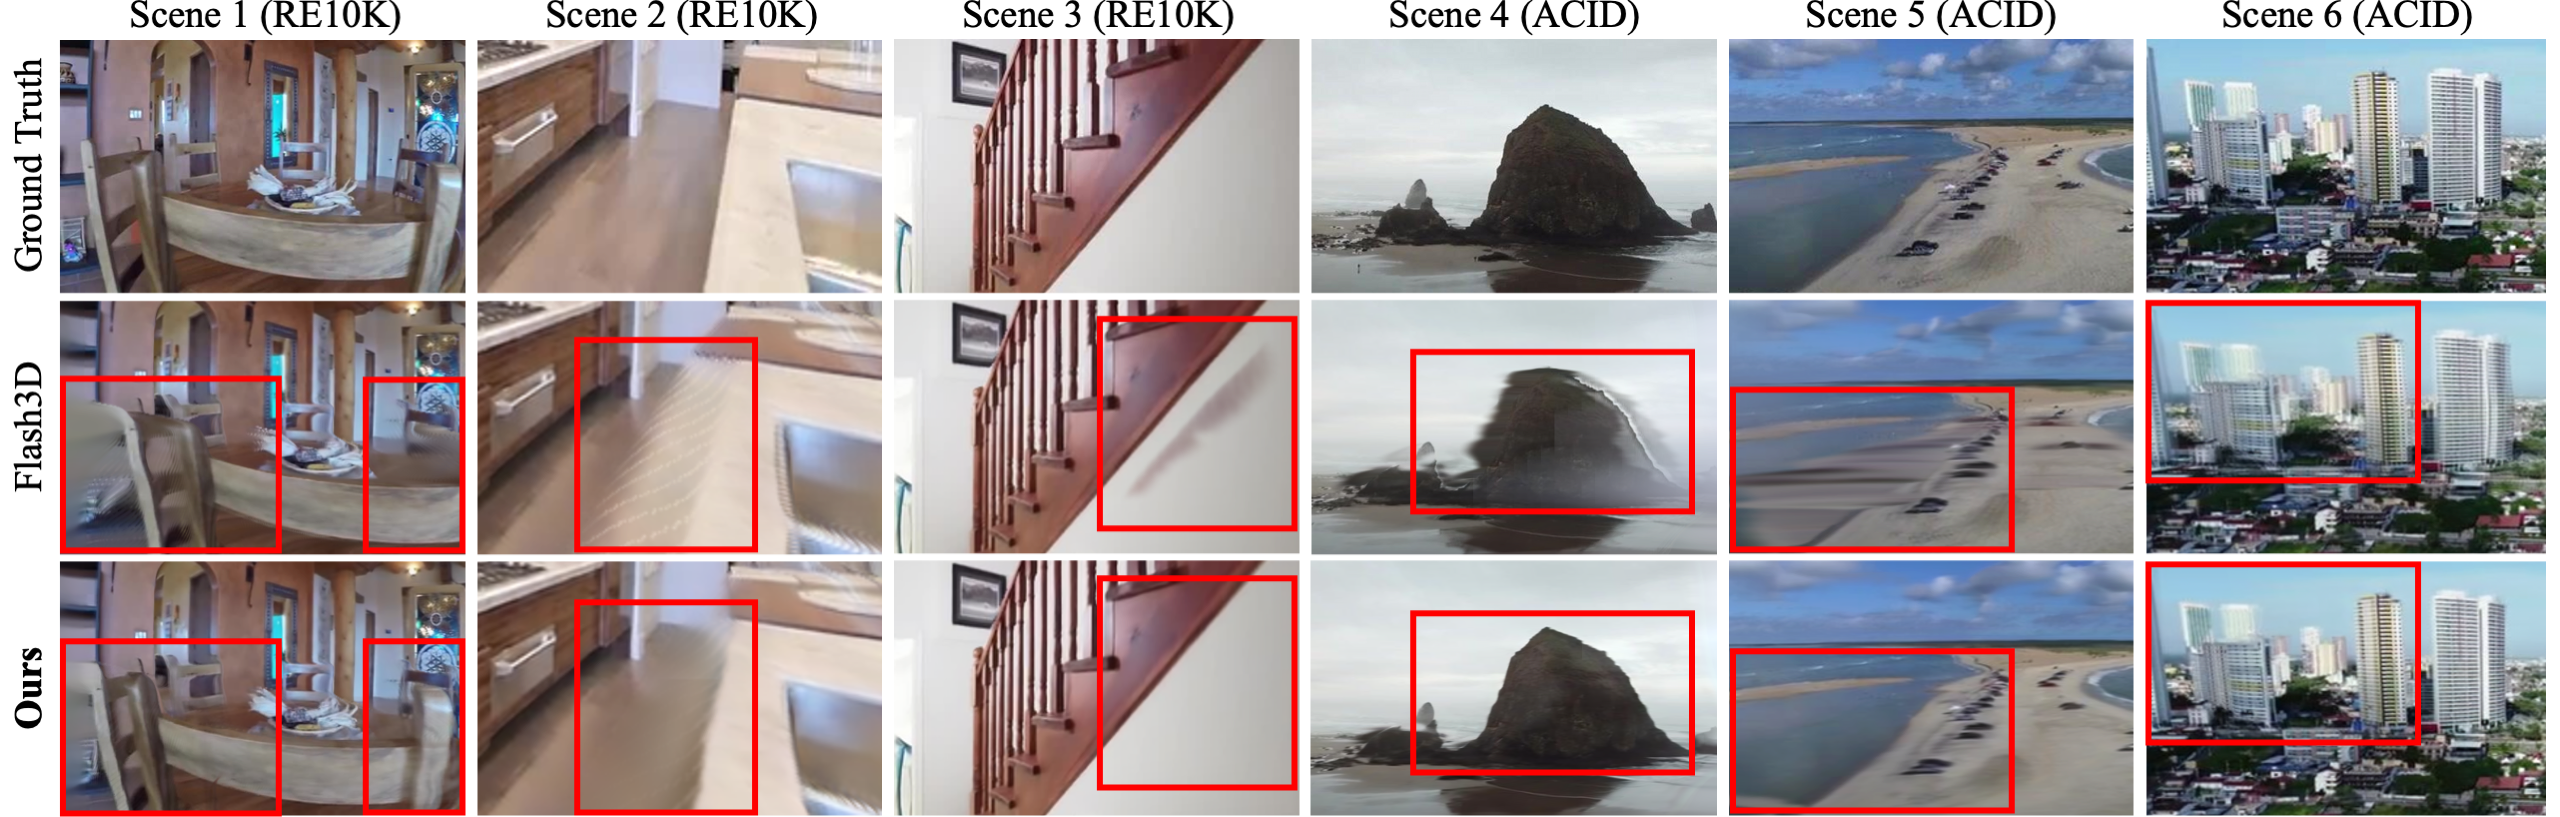 Scene 1 (RE10K)
Scene 2 (RE10K)
Scene 3 (RE10K)
Scene 4 (ACID)
Scene 5 (ACID)
Scene 6 (ACID)
Ground Truth
Flash3D
Ours